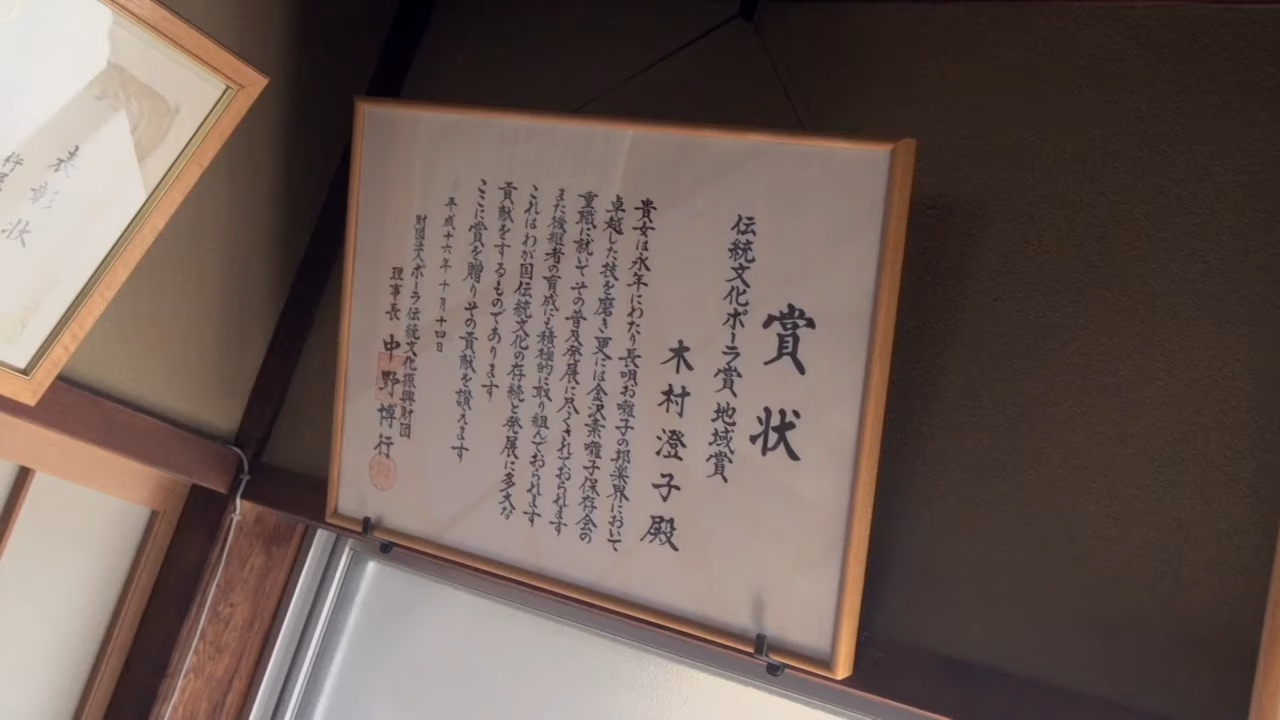 賞状
伝統文化ポーラ賞 地域賞
木村澄子殿
貴女は永年にわたり長唄お囃子の邦楽界において
卓越した技を磨き更には金沢素囃子保存会の
重職に就いてその普及発展に尽くされておられます
また後継者の育成にも積極的に取り組んでおられます
これはわが国伝統文化の存続と発展に多大な
貢献をするものであります
ここに賞を贈りその貢献を讃えます
平成十六年十月十四日
財団法人ポーラ伝統文化振興財団
理事長 中野博行
表彰状